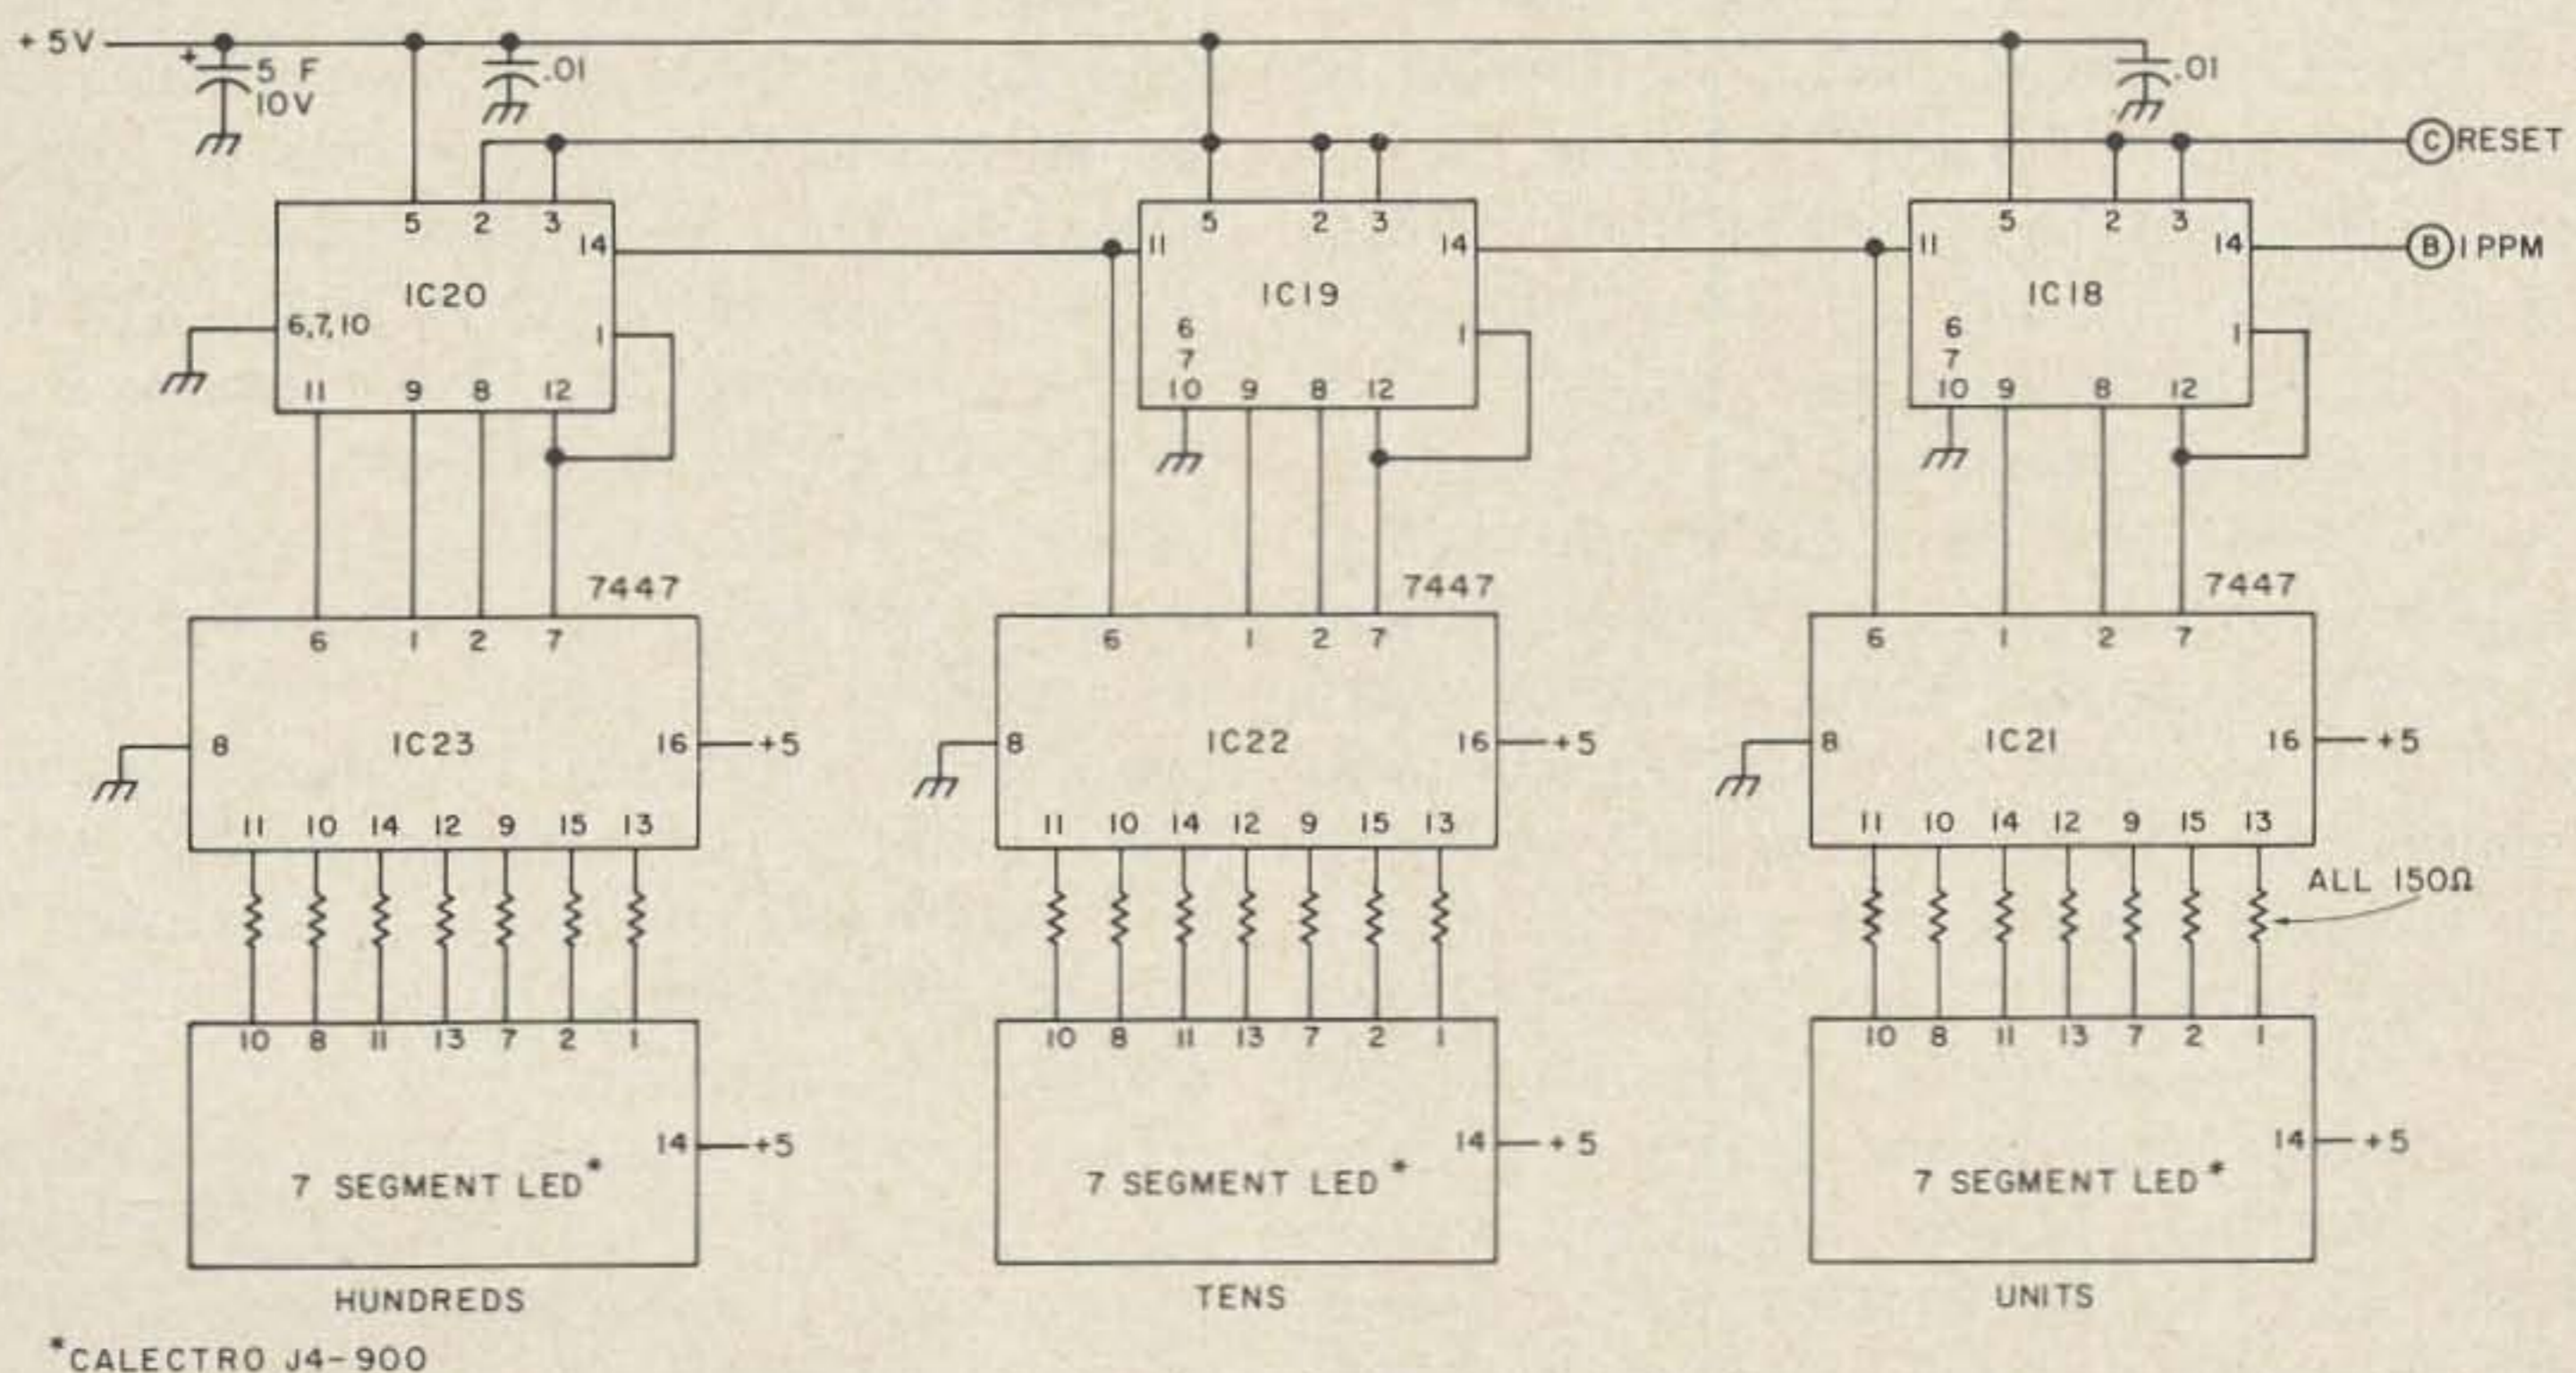 +5V
+ 5 F
10V
.01
.01
C RESET
5 2 3
14
IC20
6,7,10
1
11 9 8 12
5 2 3
11
14
IC19
6
7
10 9 8 12
1
5 2 3
11
14
B 1 PPM
IC18
6
7
10 9 8 12
1
7447
7447
7447
6 1 2 7
8 IC23 16 +5
11 10 14 12 9 15 13
6 1 2 7
8 IC22 16 +5
11 10 14 12 9 15 13
6 1 2 7
8 IC21 16 +5
11 10 14 12 9 15 13
ALL 150Ω
10 8 11 13 7 2 1
14 +5
7 SEGMENT LED*
HUNDREDS
10 8 11 13 7 2 1
14 +5
7 SEGMENT LED*
TENS
10 8 11 13 7 2 1
14 +5
7 SEGMENT LED*
UNITS
*CALECTRO J4-900